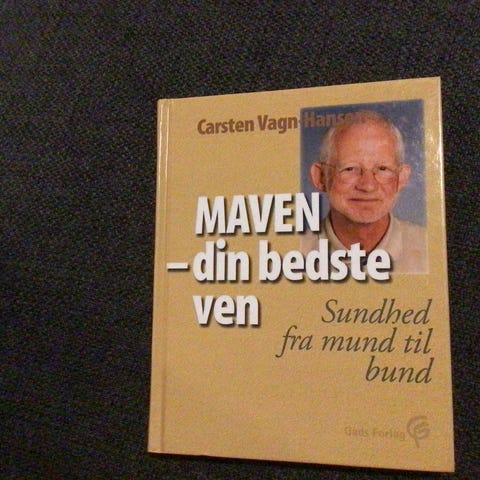 Carsten Vagn-Hansen
MAVEN
–din bedste
ven
Sundhed
fra mund til
bund
Gads Forlag